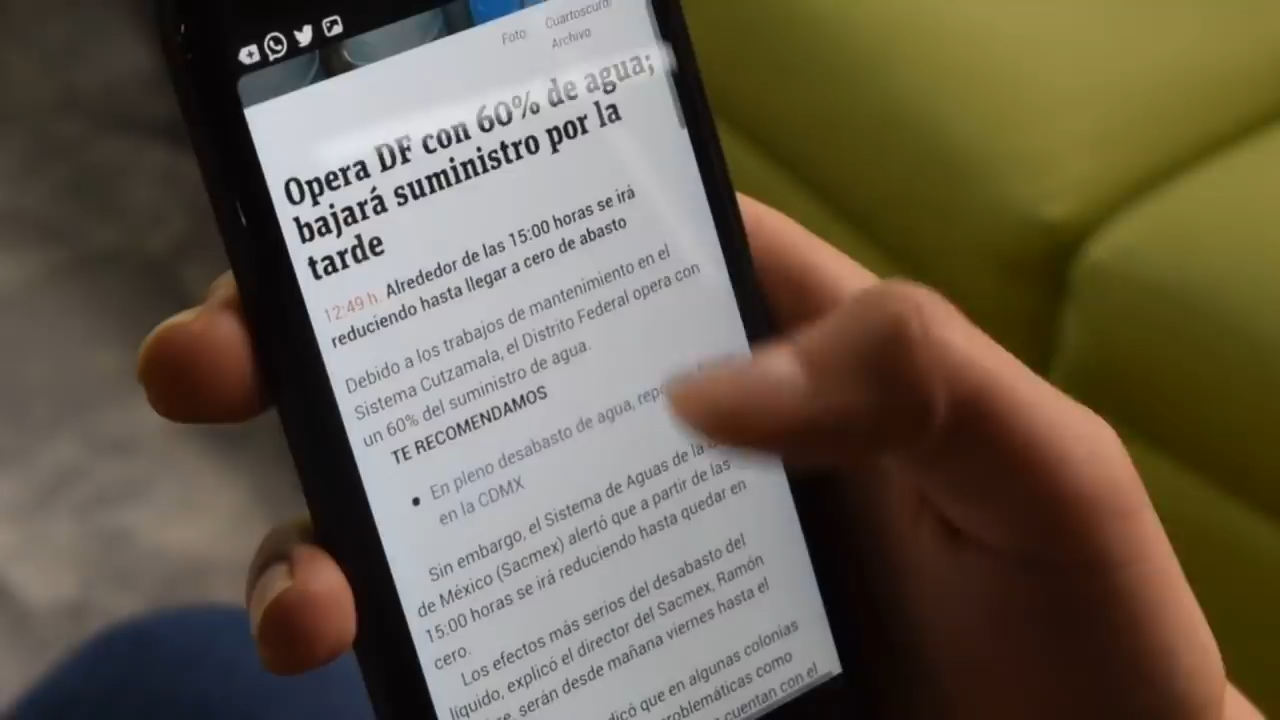 Foto Cuartoscuro/
Archivo
Opera DF con 60% de agua;
bajará suministro por la
tarde
12:49 h. Alrededor de las 15:00 horas se irá
reduciendo hasta llegar a cero de abasto
Debido a los trabajos de mantenimiento en el
Sistema Cutzamala, el Distrito Federal opera con
un 60% del suministro de agua.
TE RECOMENDAMOS
• En pleno desabasto de agua,
en la CDMX
Sin embargo, el Sistema de Aguas de la
de México (Sacmex) alertó que a partir de las
15:00 horas se irá reduciendo hasta quedar en
cero.
Los efectos más serios del desabasto del
líquido, explicó el director del Sacmex, Ramón
serán desde mañana viernes hasta el
que en algunas colonias
como
cuentan con el